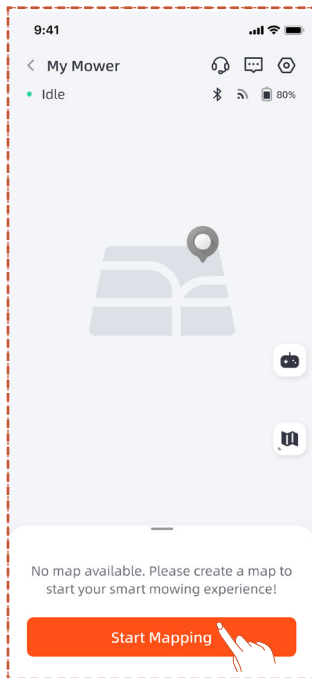 9:41
My Mower
Idle
80%
No map available. Please create a map to
start your smart mowing experience!
Start Mapping